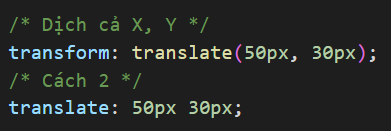 /* Dịch cả X, Y */
transform: translate(50px, 30px);
/* Cách 2 */
translate: 50px 30px;